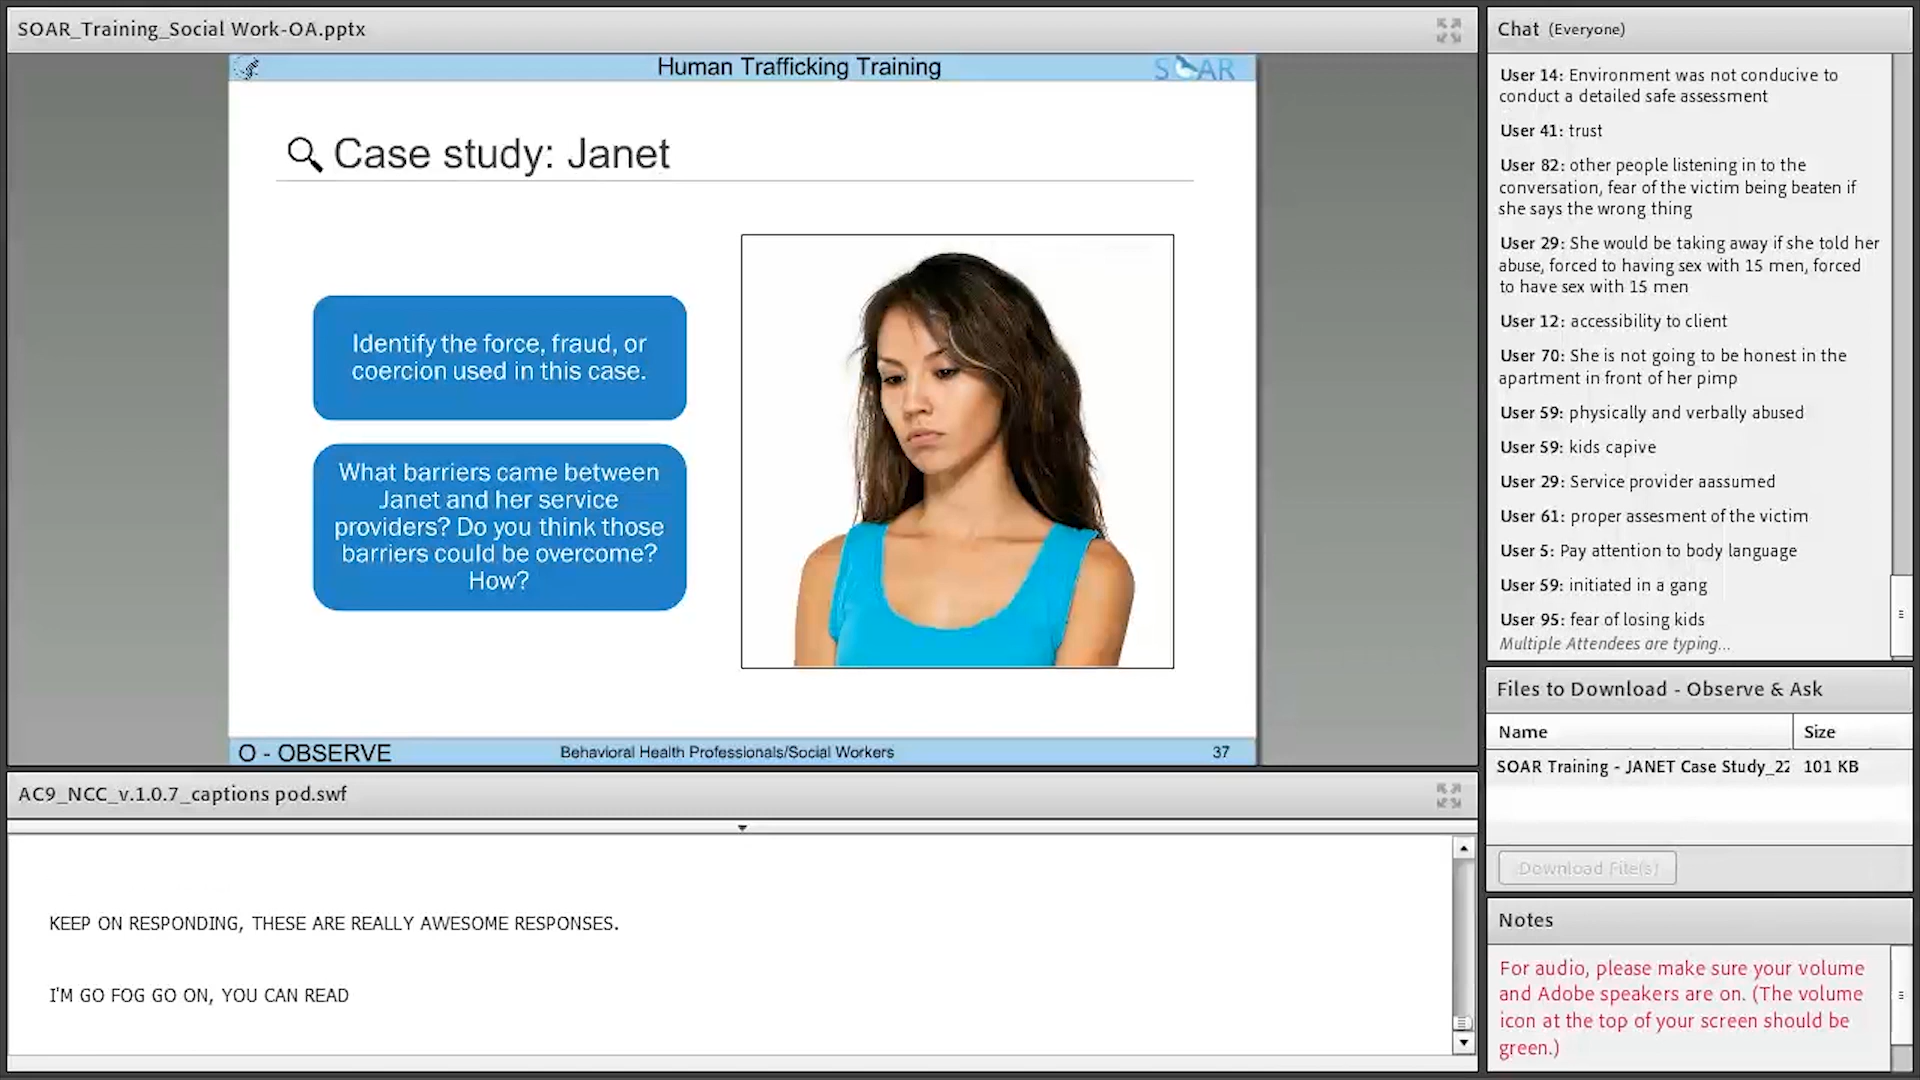 SOAR_Training_Social Work-OA.pptx
Human Trafficking Training
SOAR
Case study: Janet
Identify the force, fraud, or
coercion used in this case.
What barriers came between
Janet and her service
providers? Do you think those
barriers could be overcome?
How?
O - OBSERVE
Behavioral Health Professionals/Social Workers
37
AC9_NCC_v.1.0.7_captions pod.swf
KEEP ON RESPONDING, THESE ARE REALLY AWESOME RESPONSES.
I'M GO FOG GO ON, YOU CAN READ
Chat (Everyone)
User 14: Environment was not conducive to
conduct a detailed safe assessment
User 41: trust
User 82: other people listening in to the
conversation, fear of the victim being beaten if
she says the wrong thing
User 29: She would be taking away if she told her
abuse, forced to having sex with 15 men, forced
to have sex with 15 men
User 12: accessibility to client
User 70: She is not going to be honest in the
apartment in front of her pimp
User 59: physically and verbally abused
User 59: kids capive
User 29: Service provider aassumed
User 61: proper assesment of the victim
User 5: Pay attention to body language
User 59: initiated in a gang
User 95: fear of losing kids
Multiple Attendees are typing...
Files to Download - Observe & Ask
Name Size
SOAR Training - JANET Case Study_22 101 KB
Download File(s)
Notes
For audio, please make sure your volume
and Adobe speakers are on. (The volume
icon at the top of your screen should be
green.)